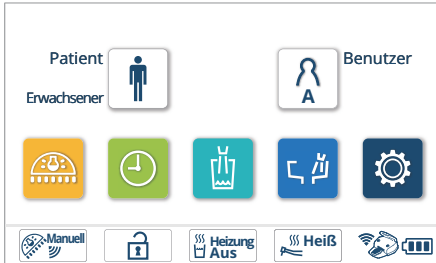 Patient
Benutzer
Erwachsener
A
Manuell
Heizung
Aus
Heiß